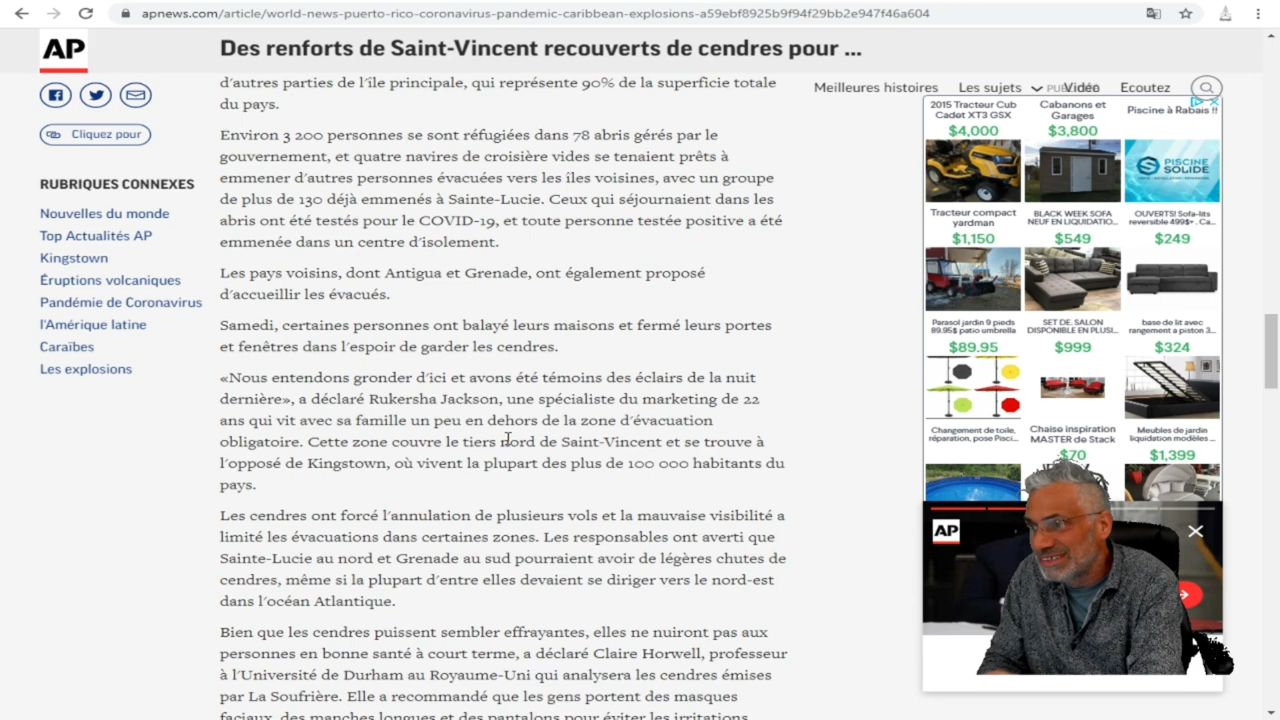 apnews.com/article/world-news-puerto-rico-coronavirus-pandemic-caribbean-explosions-a59ebf8925b9f94f29bb2e947f46a604
AP
Des renforts de Saint-Vincent recouverts de cendres pour ...
Meilleures histoires
Les sujets
Vidéo
Ecoutez
Cliquez pour
RUBRIQUES CONNEXES
Nouvelles du monde
Top Actualités AP
Kingstown
Éruptions volcaniques
Pandémie de Coronavirus
l'Amérique latine
Caraïbes
Les explosions
d'autres parties de l'île principale, qui représente 90% de la superficie totale
du pays.
Environ 3 200 personnes se sont réfugiées dans 78 abris gérés par le
gouvernement, et quatre navires de croisière vides se tenaient prêts à
emmener d'autres personnes évacuées vers les îles voisines, avec un groupe
de plus de 130 déjà emmenés à Sainte-Lucie. Ceux qui séjournaient dans les
abris ont été testés pour le COVID-19, et toute personne testée positive a été
emmenée dans un centre d'isolement.
Les pays voisins, dont Antigua et Grenade, ont également proposé
d'accueillir les évacués.
Samedi, certaines personnes ont balayé leurs maisons et fermé leurs portes
et fenêtres dans l'espoir de garder les cendres.
«Nous entendons gronder d'ici et avons été témoins des éclairs de la nuit
dernière», a déclaré Rukersha Jackson, une spécialiste du marketing de 22
ans qui vit avec sa famille un peu en dehors de la zone d'évacuation
obligatoire. Cette zone couvre le tiers nord de Saint-Vincent et se trouve à
l'opposé de Kingstown, où vivent la plupart des plus de 100 000 habitants du
pays.
Les cendres ont forcé l'annulation de plusieurs vols et la mauvaise visibilité a
limité les évacuations dans certaines zones. Les responsables ont averti que
Sainte-Lucie au nord et Grenade au sud pourraient avoir de légères chutes de
cendres, même si la plupart d'entre elles devaient se diriger vers le nord-est
dans l'océan Atlantique.
Bien que les cendres puissent sembler effrayantes, elles ne nuiront pas aux
personnes en bonne santé à court terme, a déclaré Claire Horwell, professeur
à l'Université de Durham au Royaume-Uni qui analysera les cendres émises
par La Soufrière. Elle a recommandé que les gens portent des masques
faciaux, des manches longues et des pantalons pour éviter les irritations
2015 Tracteur Cub
Cadet XT3 GSX
$4,000
Cabanons et
Garages
$3,800
Piscine à Rabais !!
PISCINE
SOLIDE
Tracteur compact
yardman
$1,150
BLACK WEEK SOFA
NEUF EN LIQUIDATIO...
$549
OUVERTS! Sofa-lits
reversible 499$+ . Ca...
$249
Parasol jardin 9 pieds
89.95$ patio umbrella
$89.95
SET DE. SALON
DISPONIBLE EN PLUSI...
$999
base de lit avec
rangement a piston 3...
$324
Changement de toile,
réparation, pose Pisci...
Chaise inspiration
MASTER de Stack
$70
Meubles de jardin
liquidation modèles ...
$1,399
AP